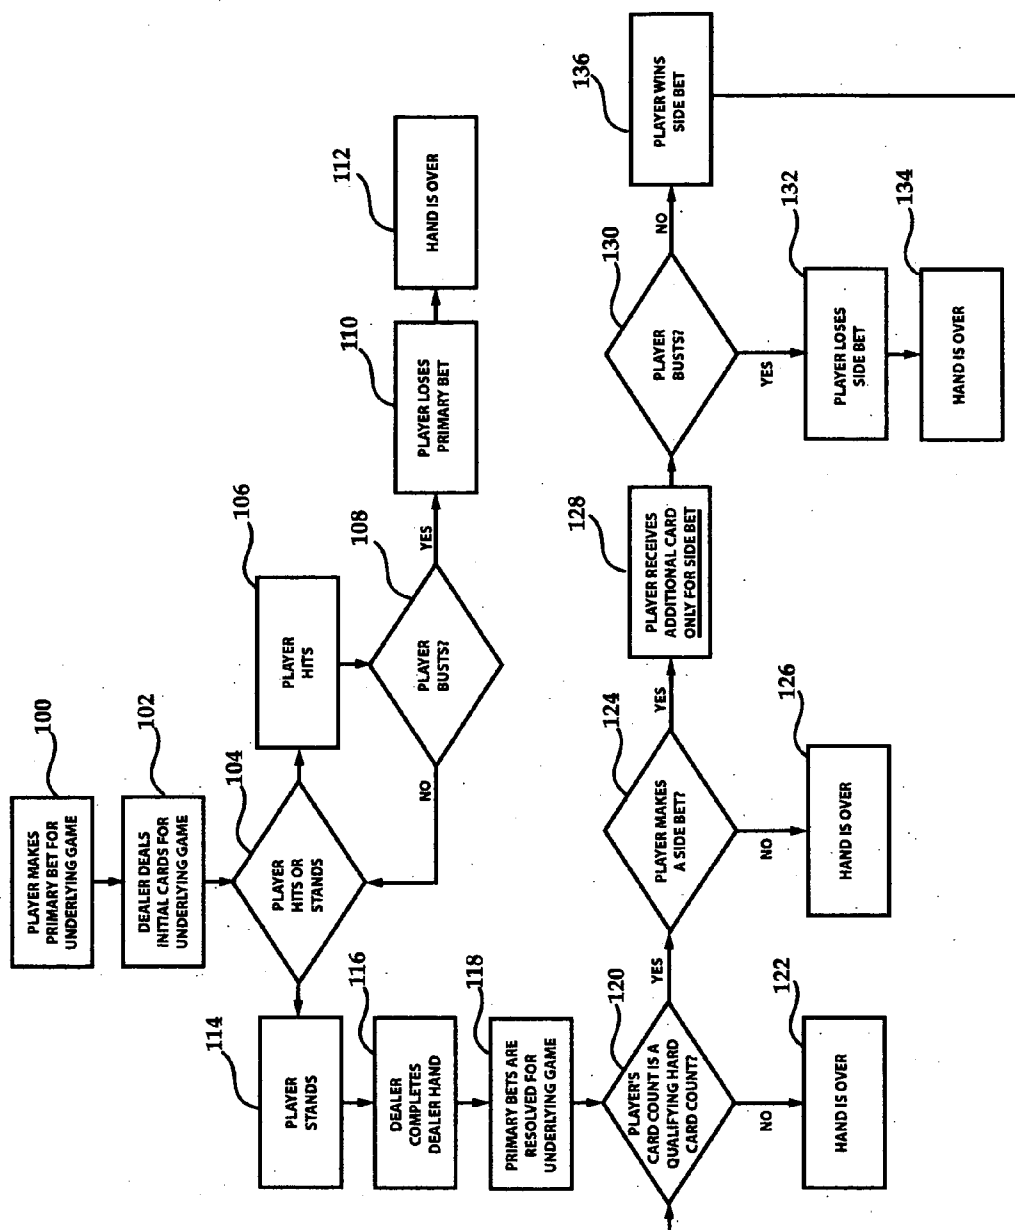 100
PLAYER MAKES
PRIMARY BET FOR
UNDERLYING GAME
102
DEALER DEALS
INITIAL CARDS FOR
UNDERLYING GAME
104
PLAYER
HITS OR
STANDS
106
PLAYER
HITS
108
PLAYER
BUSTS?
YES
NO
110
PLAYER LOSES
PRIMARY BET
112
HAND IS OVER
114
PLAYER
STANDS
116
DEALER
COMPLETES
DEALER HAND
118
PRIMARY BETS ARE
RESOLVED FOR
UNDERLYING GAME
120
PLAYER'S
CARD COUNT IS A
QUALIFYING HARD
CARD COUNT?
YES
NO
122
HAND IS OVER
124
PLAYER MAKES
A SIDE BET?
YES
NO
126
HAND IS OVER
128
PLAYER RECEIVES
ADDITIONAL CARD
ONLY FOR SIDE BET
130
PLAYER
BUSTS?
NO
YES
132
PLAYER LOSES
SIDE BET
134
HAND IS OVER
136
PLAYER WINS
SIDE BET